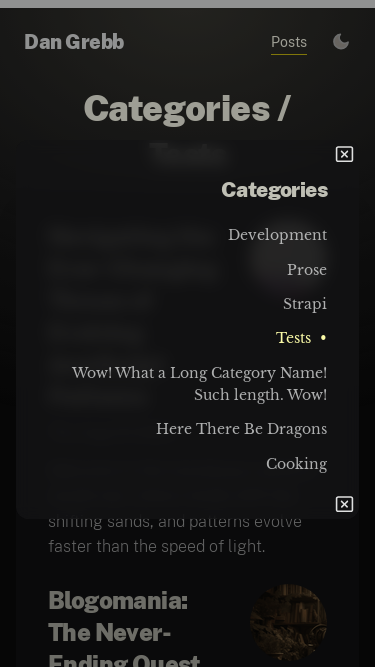 Dan Grebb
Posts
Categories /
Tests
Categories
Development
Prose
Strapi
Tests •
Wow! What a Long Category Name!
Such length. Wow!
Here There Be Dragons
Cooking
shifting sands, and patterns evolve
faster than the speed of light.
Blogomania:
The Never-
Ending Quest